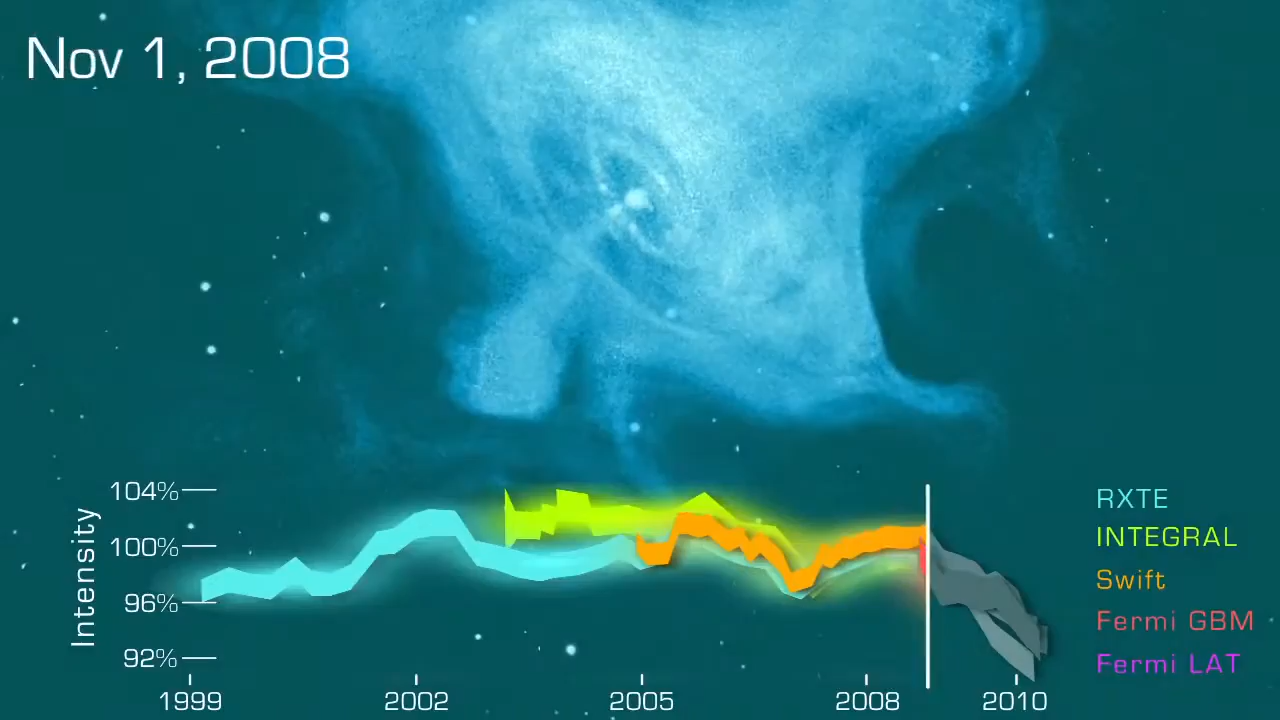 Nov 1, 2008
104%
100%
96%
92%
Intensity
1999
2002
2005
2008
2010
RXTE
INTEGRAL
Swift
Fermi GBM
Fermi LAT